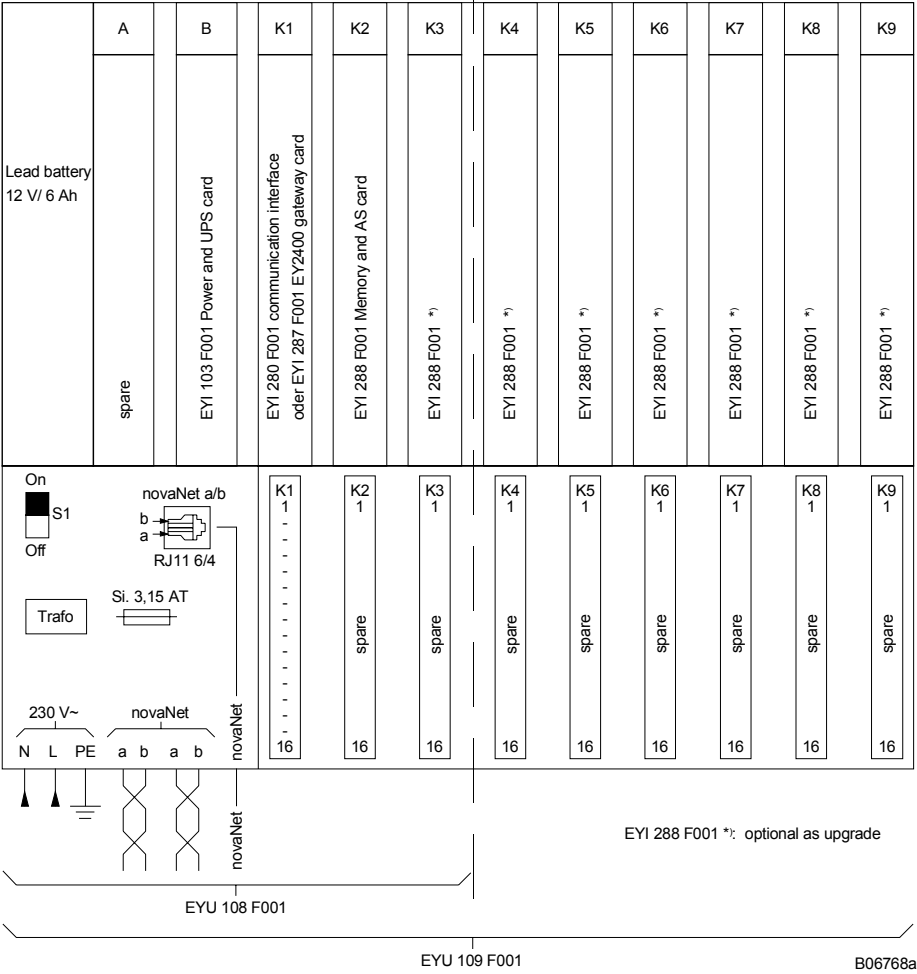 A B K1 K2 K3 K4 K5 K6 K7 K8 K9
Lead battery
12 V/ 6 Ah
spare
EYI 103 F001 Power and UPS card
EYI 280 F001 communication interface
oder EYI 287 F001 EY2400 gateway card
EYI 288 F001 Memory and AS card
EYI 288 F001 *)
EYI 288 F001 *)
EYI 288 F001 *)
EYI 288 F001 *)
EYI 288 F001 *)
EYI 288 F001 *)
EYI 288 F001 *)
On
S1
Off
novaNet a/b
b
a
RJ11 6/4
Trafo
Si. 3,15 AT
230 V~
novaNet
N L PE a b a b
novaNet
novaNet
K1 K2 K3 K4 K5 K6 K7 K8 K9
1 1 1 1 1 1 1 1 1
spare spare spare spare spare spare spare spare
16 16 16 16 16 16 16 16 16
EYI 288 F001 *): optional as upgrade
EYU 108 F001
EYU 109 F001
B06768a